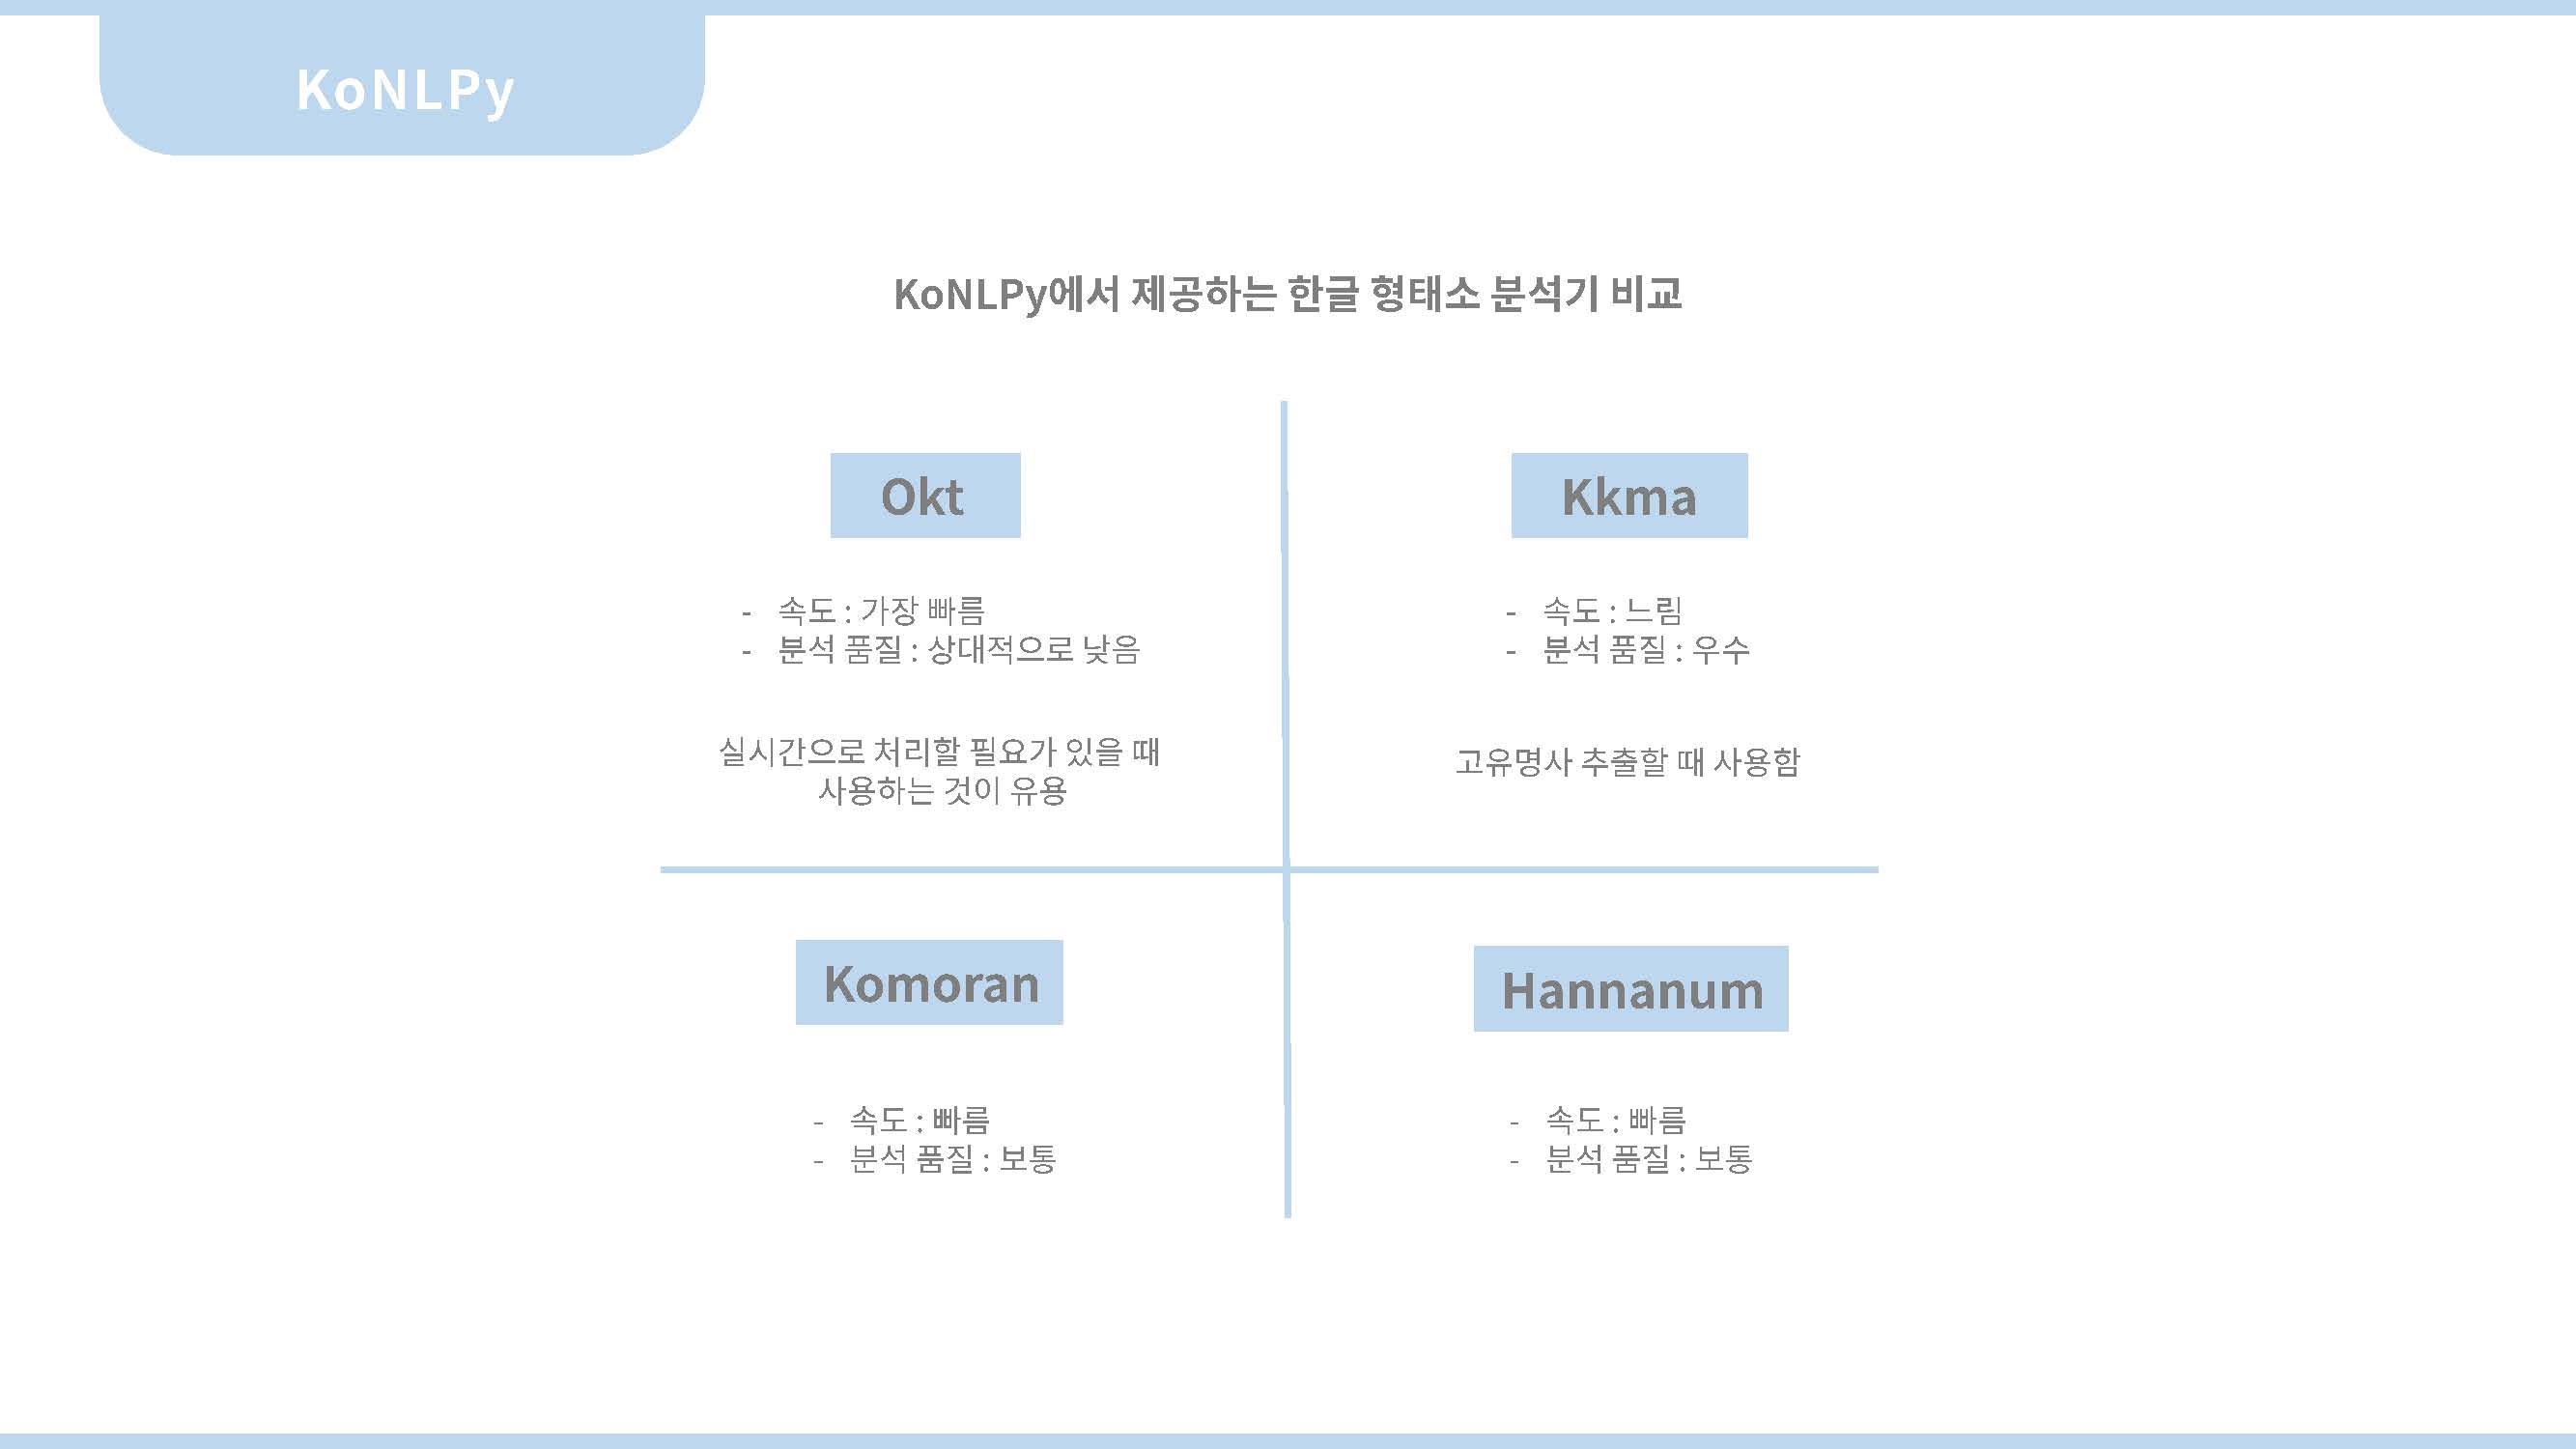 KoNLPy
KoNLPy에서 제공하는 한글 형태소 분석기 비교
Okt
- 속도 : 가장 빠름
- 분석 품질 : 상대적으로 낮음
실시간으로 처리할 필요가 있을 때
사용하는 것이 유용
Kkma
- 속도 : 느림
- 분석 품질 : 우수
고유명사 추출할 때 사용함
Komoran
- 속도 : 빠름
- 분석 품질 : 보통
Hannanum
- 속도 : 빠름
- 분석 품질 : 보통